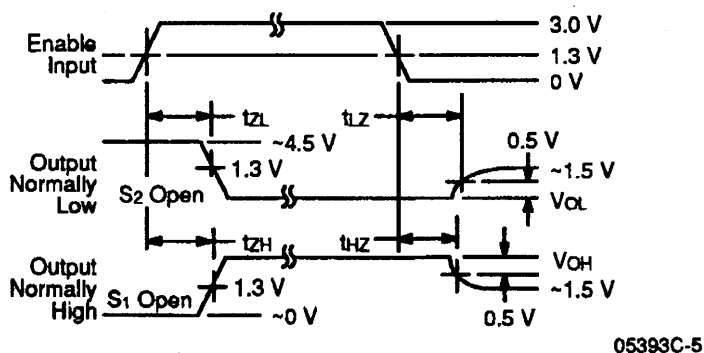 3.0 V
Enable
Input
1.3 V
0 V
tZL
tLZ
0.5 V
~4.5 V
Output
Normally
Low
1.3 V
S2 Open
~1.5 V
VOL
tZH
tHZ
Output
Normally
High
S1 Open
1.3 V
~0 V
VOH
~1.5 V
0.5 V
05393C-5